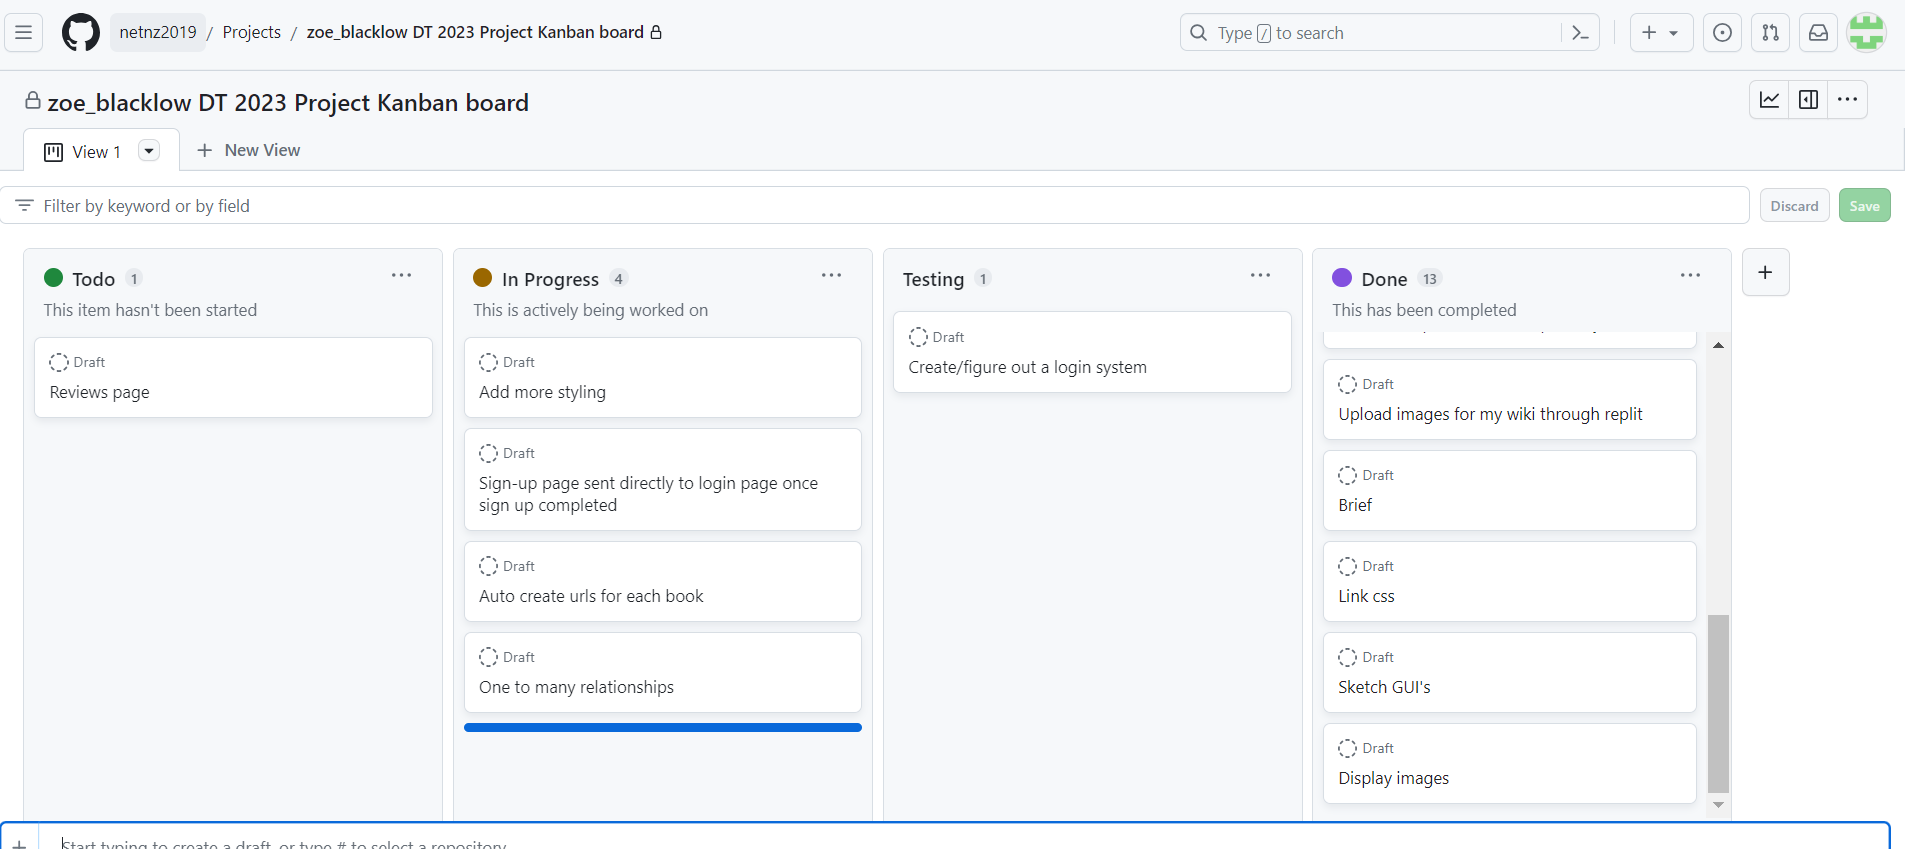 netnz2019 / Projects / zoe_blacklow DT 2023 Project Kanban board
Type / to search
zoe_blacklow DT 2023 Project Kanban board
View 1
New View
Filter by keyword or by field
Discard
Save
Todo 1
This item hasn't been started
Draft
Reviews page
In Progress 4
This is actively being worked on
Draft
Add more styling
Draft
Sign-up page sent directly to login page once
sign up completed
Draft
Auto create urls for each book
Draft
One to many relationships
Testing 1
Draft
Create/figure out a login system
Done 13
This has been completed
Draft
Upload images for my wiki through replit
Draft
Brief
Draft
Link css
Draft
Sketch GUI's
Draft
Display images
Start typing to create a draft, or type # to select a repository